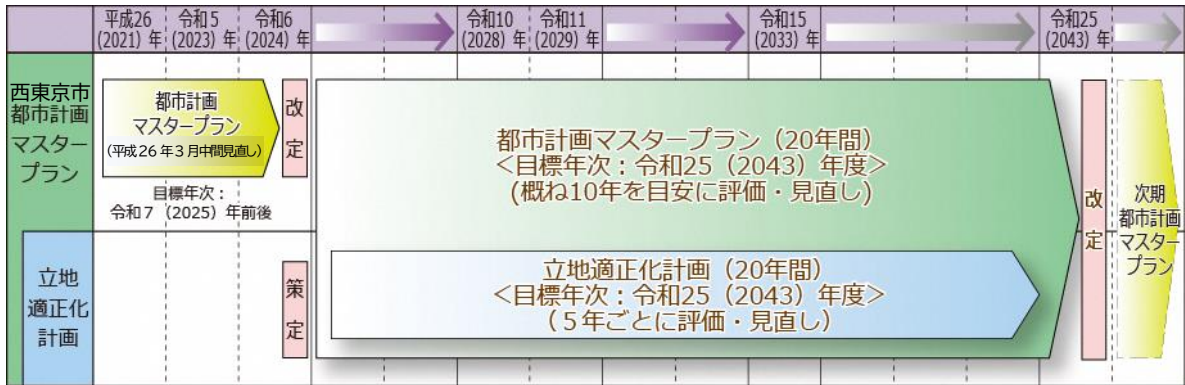 平成26 令和5 令和6 令和10 令和11 令和15 令和25
(2021) 年 (2023) 年 (2024) 年 (2028) 年 (2029) 年 (2033) 年 (2043) 年
西東京市
都市計画
マスター
プラン
都市計画
マスタープラン
(平成26年3月中間見直し)
目標年次:
令和7 (2025) 年前後
改
定
都市計画マスタープラン（20年間）
<目標年次：令和25（2043）年度>
(概ね10年を目安に評価・見直し)
立地
適正化
計画
策
定
立地適正化計画（20年間）
<目標年次：令和25（2043）年度>
（5年ごとに評価・見直し）
改
定
次期
都市計画
マスター
プラン